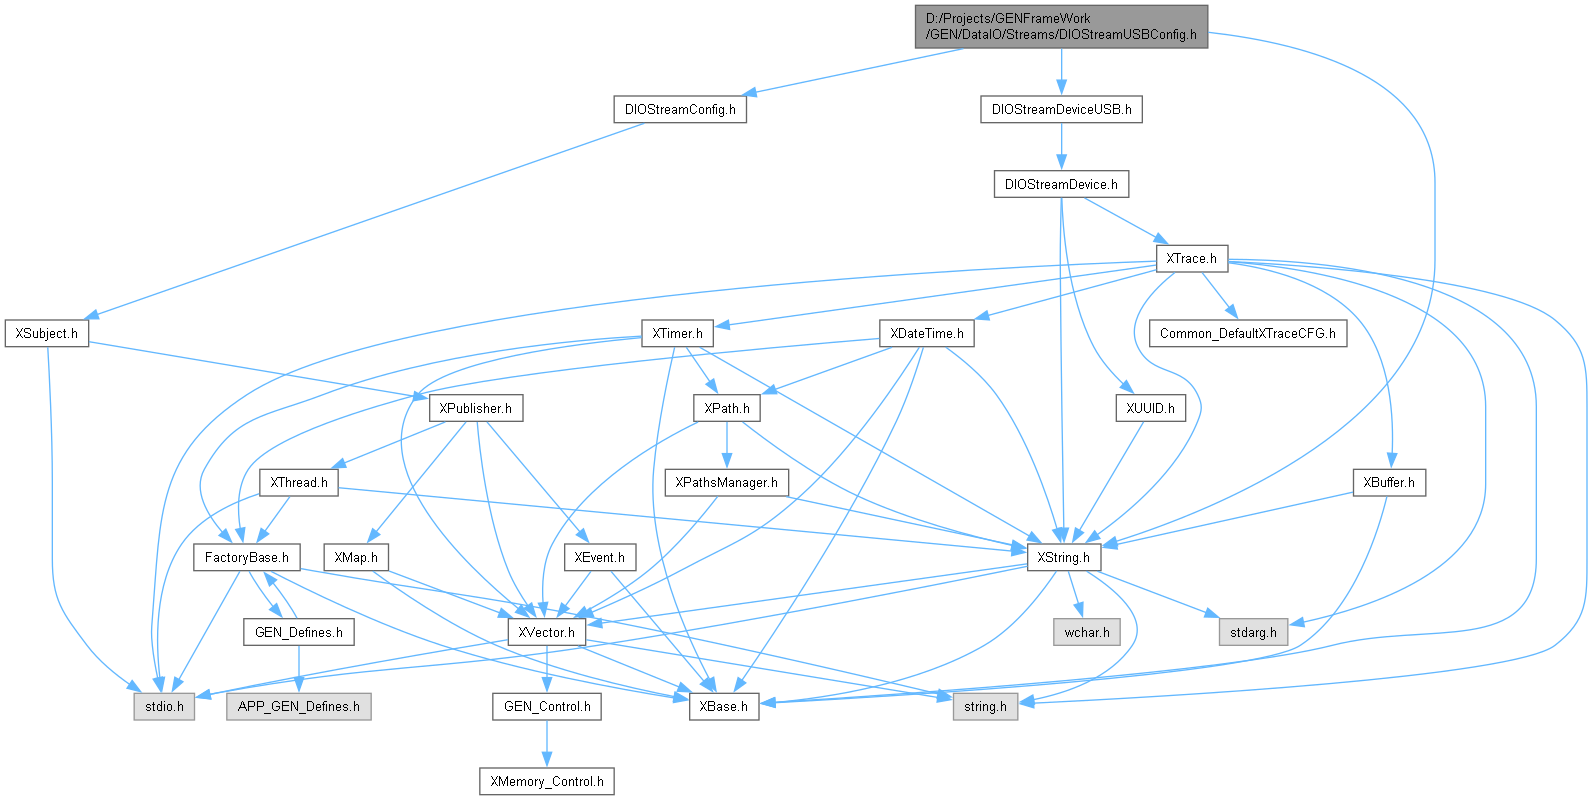 D:/Projects/GENFrameWork
/GEN/DataIO/Streams/DIOStreamUSBConfig.h
DIOStreamConfig.h
DIOStreamDeviceUSB.h
DIOStreamDevice.h
XTrace.h
XSubject.h
XTimer.h
XDateTime.h
Common_DefaultXTraceCFG.h
XPublisher.h
XPath.h
XUUID.h
XThread.h
XPathsManager.h
XBuffer.h
FactoryBase.h
XMap.h
XEvent.h
XString.h
GEN_Defines.h
XVector.h
wchar.h
stdarg.h
stdio.h
APP_GEN_Defines.h
GEN_Control.h
XBase.h
string.h
XMemory_Control.h